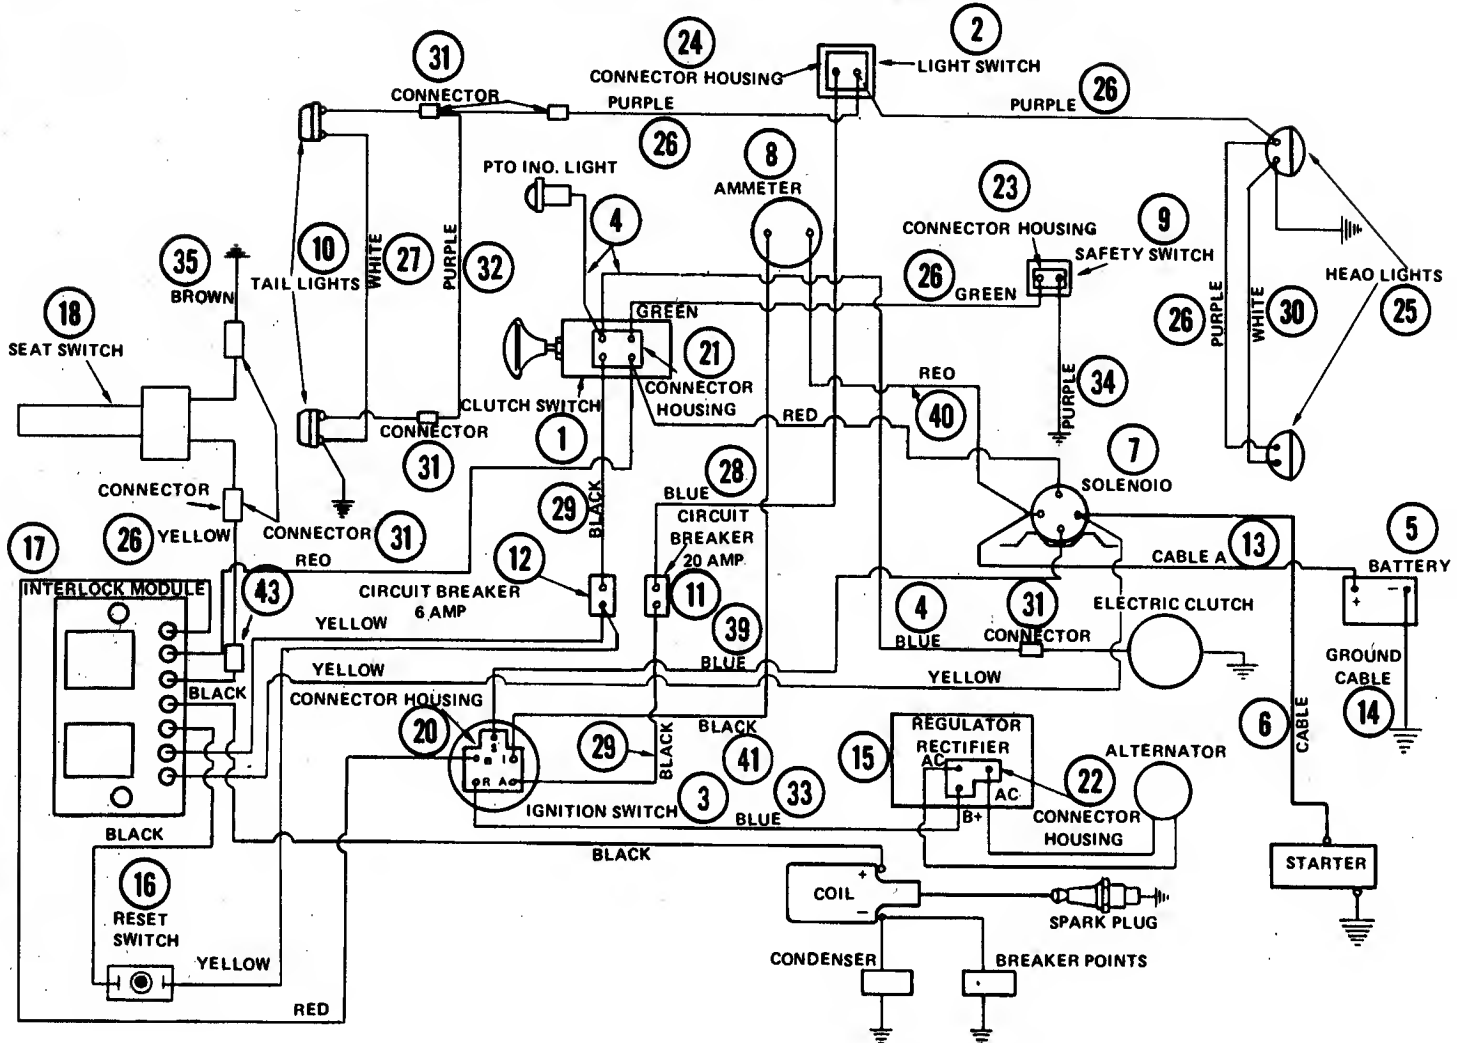 31
CONNECTOR
24
CONNECTOR HOUSING
2
LIGHT SWITCH
PURPLE
26
PURPLE
26
PTO INO. LIGHT
8
AMMETER
4
23
CONNECTOR HOUSING
9
SAFETY SWITCH
10
TAIL LIGHTS
WHITE
27
PURPLE
32
35
BROWN
26
GREEN
HEAO LIGHTS
25
26
PURPLE
WHITE
30
18
SEAT SWITCH
GREEN
21
CONNECTOR
HOUSING
CLUTCH SWITCH
1
REO
40
RED
PURPLE
34
CONNECTOR
31
7
SOLENOIO
CONNECTOR
26
YELLOW
CONNECTOR
31
29
BLACK
28
BLUE
CIRCUIT
BREAKER
20 AMP
11
13
CABLE A
5
BATTERY
+
−
17
INTERLOCK MODULE
43
REO
12
CIRCUIT BREAKER
6 AMP
YELLOW
39
BLUE
4
BLUE
31
CONNECTOR
ELECTRIC CLUTCH
YELLOW
BLACK
YELLOW
GROUND
CABLE
14
CONNECTOR HOUSING
20
S
B
I
R
A
IGNITION SWITCH
3
29
BLACK
BLACK
41
33
BLUE
15
REGULATOR
RECTIFIER
AC
AC
B+
22
CONNECTOR
HOUSING
ALTERNATOR
6
CABLE
BLACK
BLACK
16
RESET
SWITCH
YELLOW
RED
COIL
+
−
SPARK PLUG
STARTER
CONDENSER
BREAKER POINTS